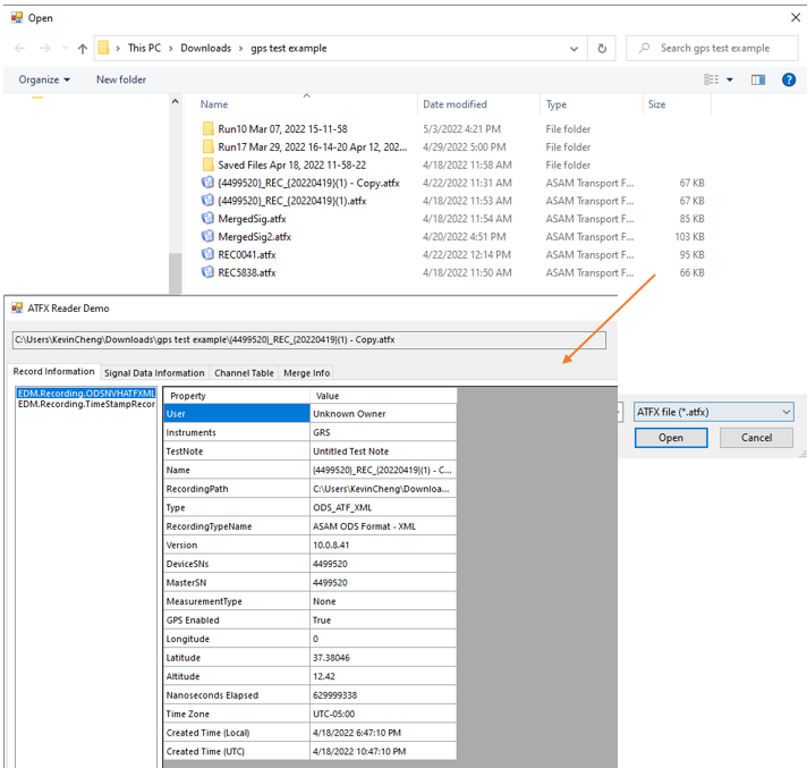 Open
This PC > Downloads > gps test example
Search gps test example
Organize New folder
Name Date modified Type Size
Run10 Mar 07, 2022 15-11-58 5/3/2022 4:21 PM File folder
Run17 Mar 29, 2022 16-14-20 Apr 12, 202... 4/29/2022 5:00 PM File folder
Saved Files Apr 18, 2022 11-58-22 4/18/2022 11:58 AM File folder
{4499520}_REC_{20220419}(1) - Copy.atfx 4/22/2022 11:31 AM ASAM Transport F... 67 KB
{4499520}_REC_{20220419}(1).atfx 4/18/2022 11:53 AM ASAM Transport F... 67 KB
MergedSig.atfx 4/18/2022 11:54 AM ASAM Transport F... 85 KB
MergedSig2.atfx 4/20/2022 4:51 PM ASAM Transport F... 103 KB
REC0041.atfx 4/22/2022 12:14 PM ASAM Transport F... 95 KB
REC5838.atfx 4/18/2022 11:50 AM ASAM Transport F... 66 KB
ATFX Reader Demo
C:\Users\KevinCheng\Downloads\gps test example\{4499520}_REC_{20220419}(1) - Copy.atfx
Record Information Signal Data Information Channel Table Merge Info
EDM.Recording.ODSNVHATFXML
EDM.Recording.TimeStampRecor
Property Value
User Unknown Owner
Instruments GRS
TestNote Untitled Test Note
Name {4499520}_REC_{20220419}(1) - C...
RecordingPath C:\Users\KevinCheng\Downloa...
Type ODS_ATF_XML
RecordingTypeName ASAM ODS Format - XML
Version 10.0.8.41
DeviceSNs 4499520
MasterSN 4499520
MeasurementType None
GPS Enabled True
Longitude 0
Latitude 37.38046
Altitude 12.42
Nanoseconds Elapsed 629999338
Time Zone UTC-05:00
Created Time (Local) 4/18/2022 6:47:10 PM
Created Time (UTC) 4/18/2022 10:47:10 PM
ATFX file (*.atfx)
Open Cancel